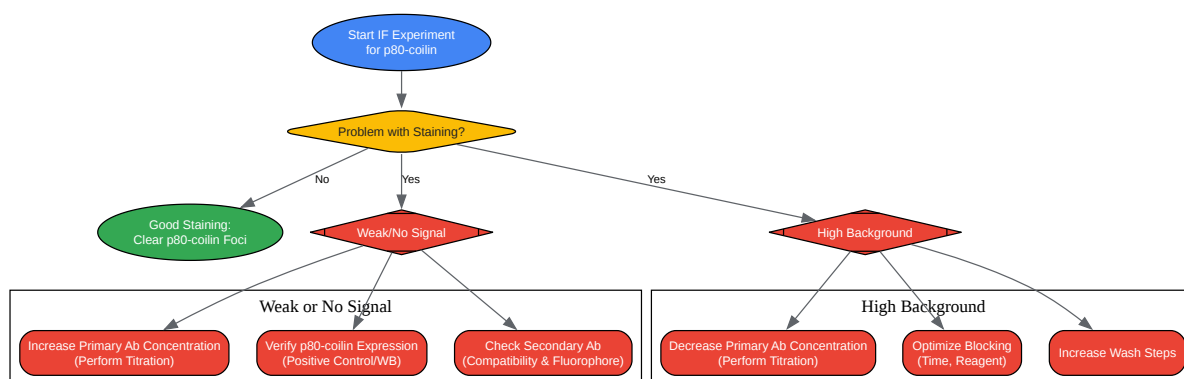 Start IF Experiment
for p80-coilin
Problem with Staining?
No
Yes
Yes
Good Staining:
Clear p80-coilin Foci
Weak/No Signal
High Background
Weak or No Signal
High Background
Increase Primary Ab Concentration
(Perform Titration)
Verify p80-coilin Expression
(Positive Control/WB)
Check Secondary Ab
(Compatibility & Fluorophore)
Decrease Primary Ab Concentration
(Perform Titration)
Optimize Blocking
(Time, Reagent)
Increase Wash Steps